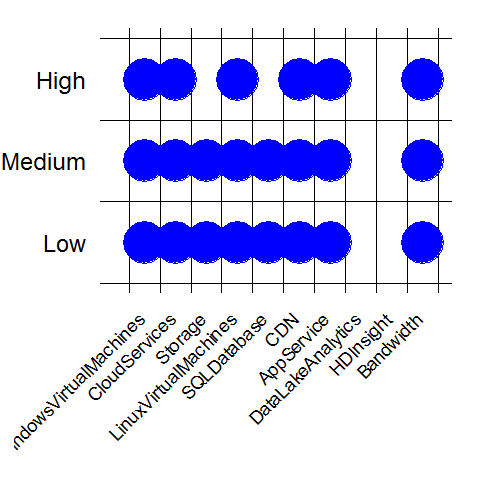 High
Medium
Low
ndowsVirtualMachines
CloudServices
Storage
LinuxVirtualMachines
SQLDatabase
CDN
AppService
DataLakeAnalytics
HDInsight
Bandwidth